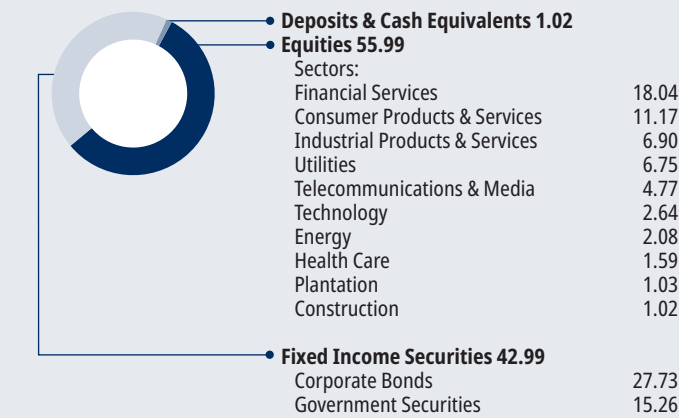 Deposits & Cash Equivalents 1.02
Equities 55.99
Sectors:
Financial Services 18.04
Consumer Products & Services 11.17
Industrial Products & Services 6.90
Utilities 6.75
Telecommunications & Media 4.77
Technology 2.64
Energy 2.08
Health Care 1.59
Plantation 1.03
Construction 1.02
Fixed Income Securities 42.99
Corporate Bonds 27.73
Government Securities 15.26